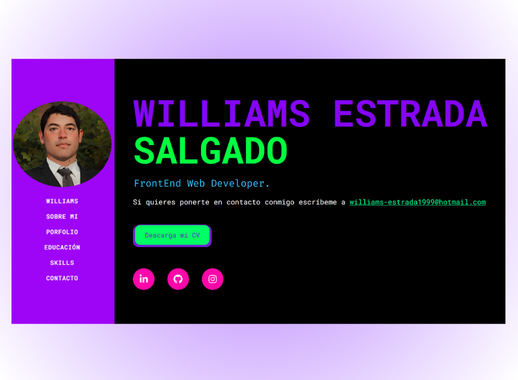 WILLIAMS
SOBRE MI
PORFOLIO
EDUCACIÓN
SKILLS
CONTACTO
WILLIAMS ESTRADA
SALGADO
FrontEnd Web Developer.
Si quieres ponerte en contacto conmigo escríbeme a williams-estrada1999@hotmail.com
Descarga mi CV
in